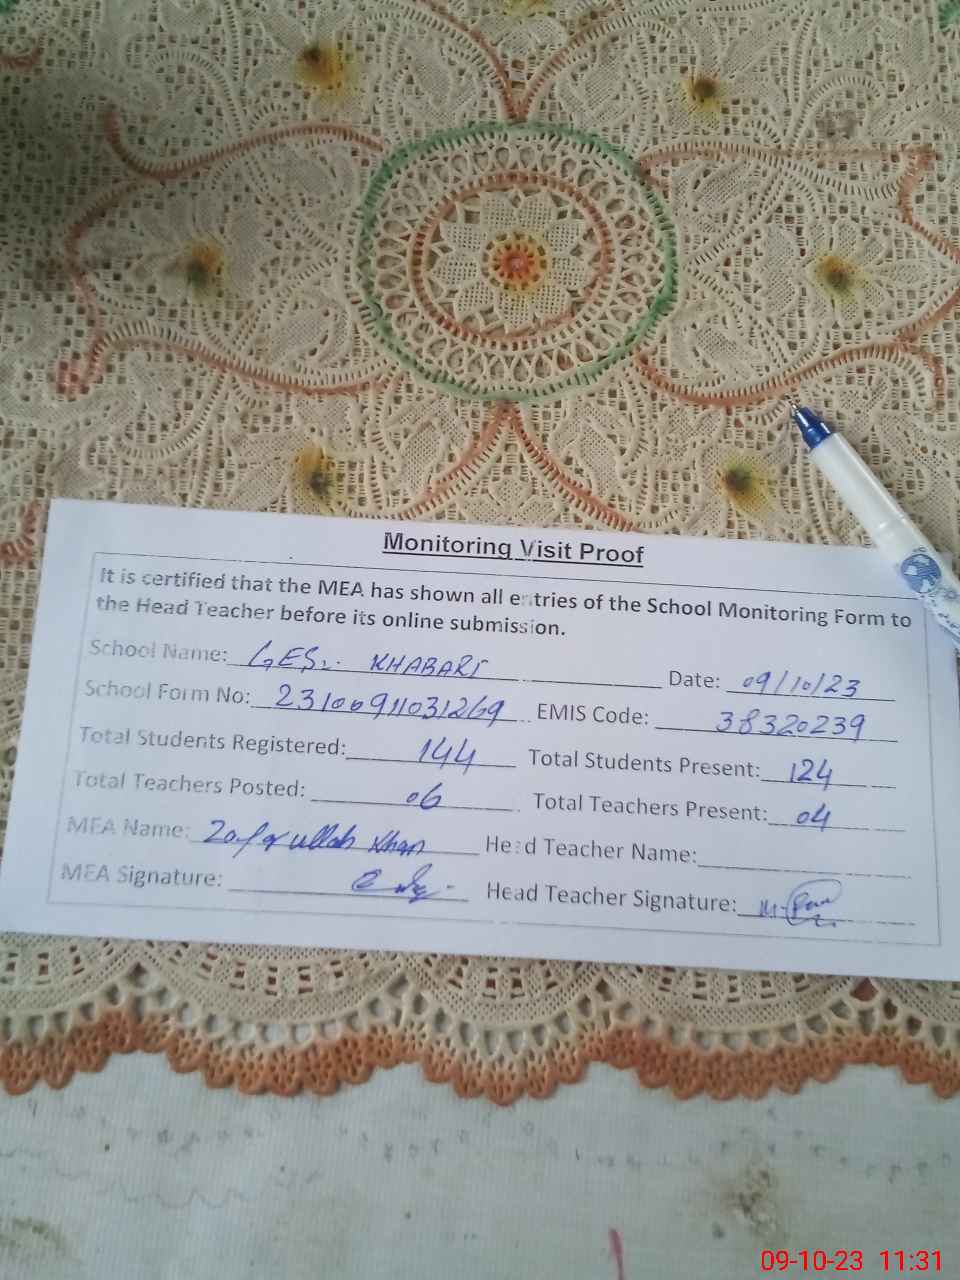 Monitoring Visit Proof
It is certified that the MEA has shown all entries of the School Monitoring Form to
the Head Teacher before its online submission.
School Name: GES KHABARI Date: 09/10/23
School Form No: 23100911031269 EMIS Code: 38320239
Total Students Registered: 144 Total Students Present: 124
Total Teachers Posted: 06 Total Teachers Present: 04
MEA Name: Zafar ullah Khan Head Teacher Name:
MEA Signature: Head Teacher Signature:
09-10-23 11:31